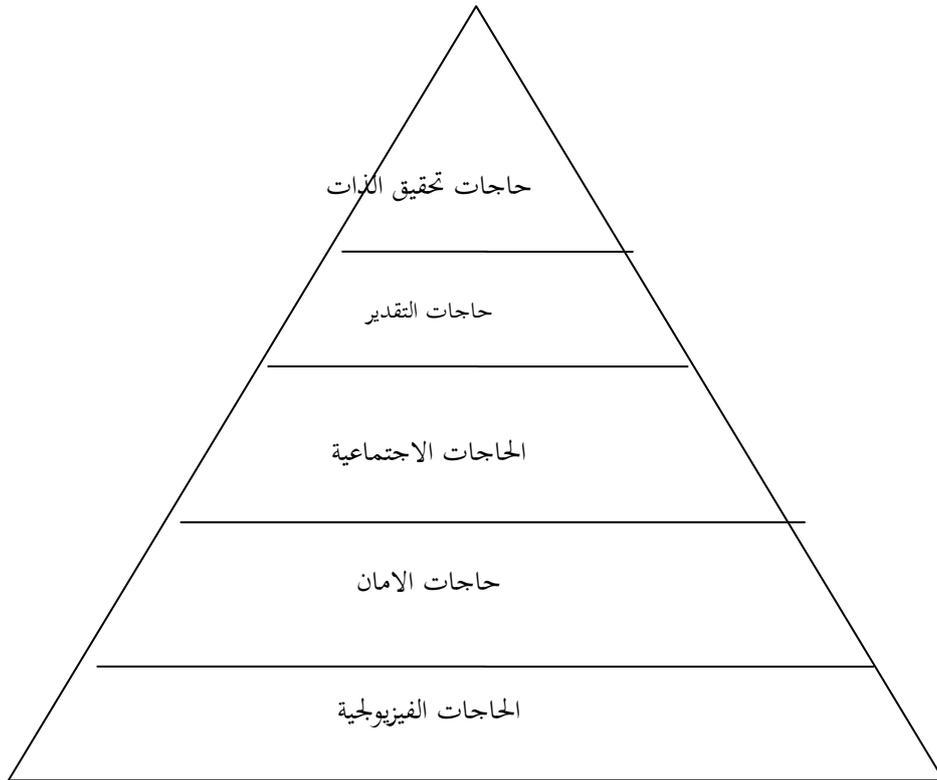 حاجات تحقيق الذات
حاجات التقدير
الحاجات الاجتماعية
حاجات الامان
الحاجات الفيزيولجية